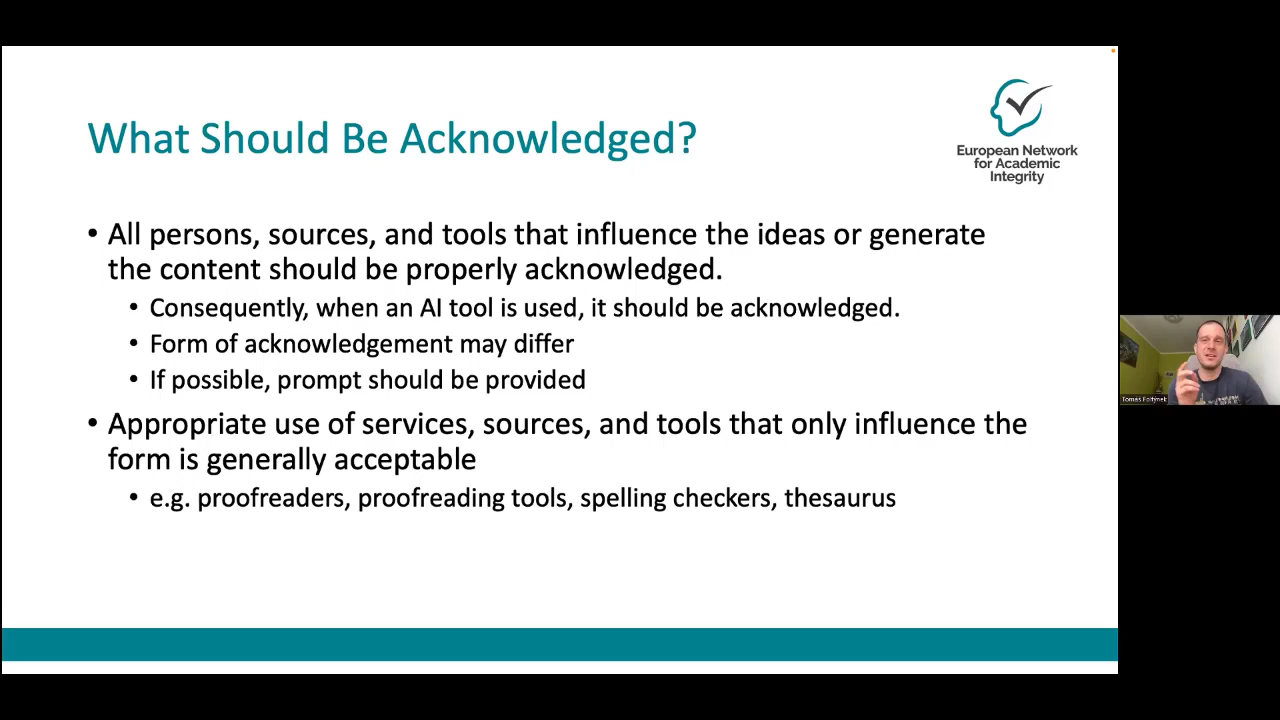 What Should Be Acknowledged?
European Network
for Academic
Integrity
• All persons, sources, and tools that influence the ideas or generate
the content should be properly acknowledged.
• Consequently, when an AI tool is used, it should be acknowledged.
• Form of acknowledgement may differ
• If possible, prompt should be provided
• Appropriate use of services, sources, and tools that only influence the
form is generally acceptable
• e.g. proofreaders, proofreading tools, spelling checkers, thesaurus
Tomáš Foltýnek